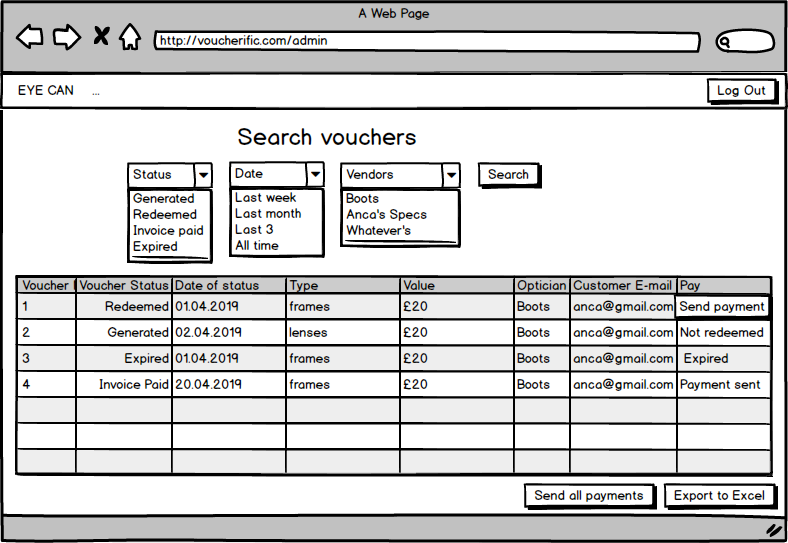 A Web Page
http://voucherific.com/admin
EYE CAN ... Log Out
Search vouchers
Status Date Vendors Search
Generated
Redeemed
Invoice paid
Expired
Last week
Last month
Last 3
All time
Boots
Anca's Specs
Whatever's
Voucher Voucher Status Date of status Type Value Optician Customer E-mail Pay
1 Redeemed 01.04.2019 frames £20 Boots anca@gmail.com Send payment
2 Generated 02.04.2019 lenses £20 Boots anca@gmail.com Not redeemed
3 Expired 01.04.2019 frames £20 Boots anca@gmail.com Expired
4 Invoice Paid 20.04.2019 frames £20 Boots anca@gmail.com Payment sent
Send all payments Export to Excel